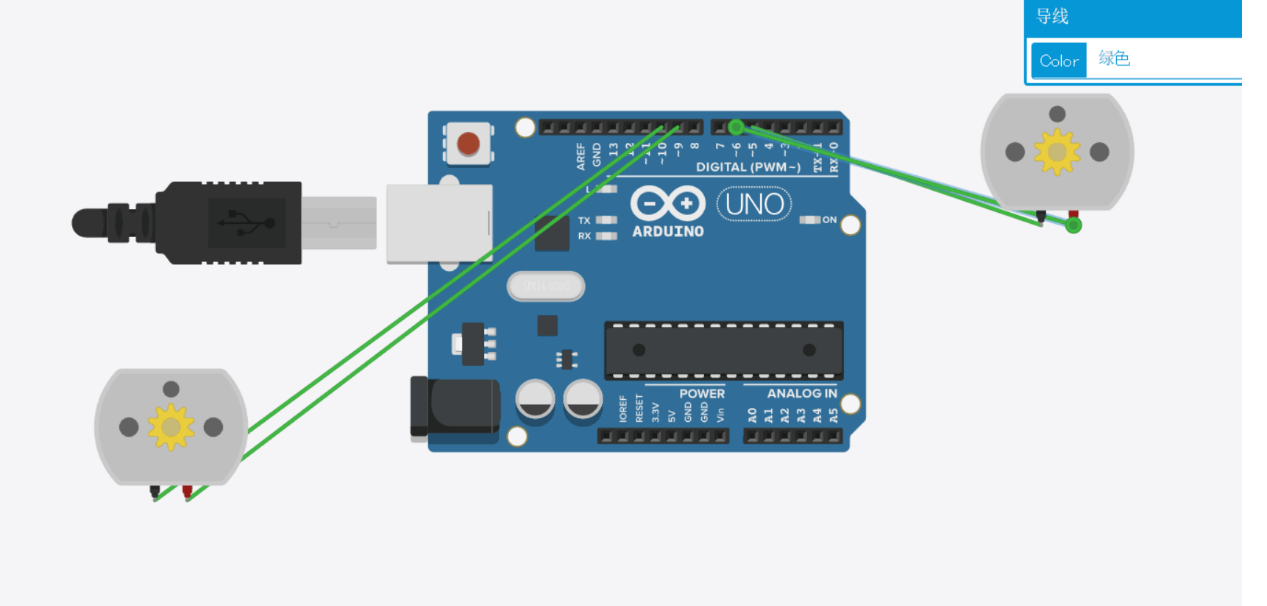 导线
Color 绿色
AREF
GND
13
12
~11
~10
~9
8
7
~6
~5
4
~3
TX→1
RX←0
DIGITAL (PWM~)
L
TX
RX
UNO
ARDUINO
ON
POWER
ANALOG IN
IOREF
RESET
3.3V
5V
GND
GND
Vin
A0
A1
A2
A3
A4
A5